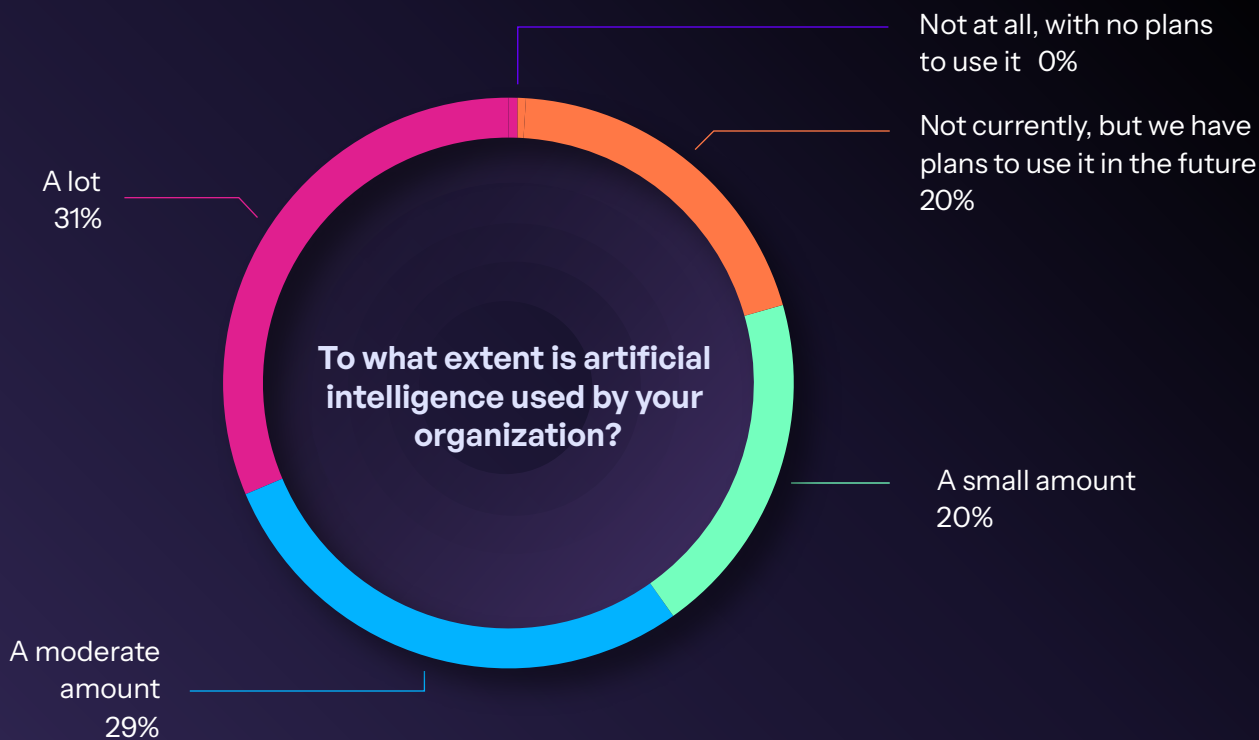 Not at all, with no plans
to use it 0%
Not currently, but we have
plans to use it in the future
20%
A lot
31%
To what extent is artificial
intelligence used by your
organization?
A small amount
20%
A moderate
amount
29%